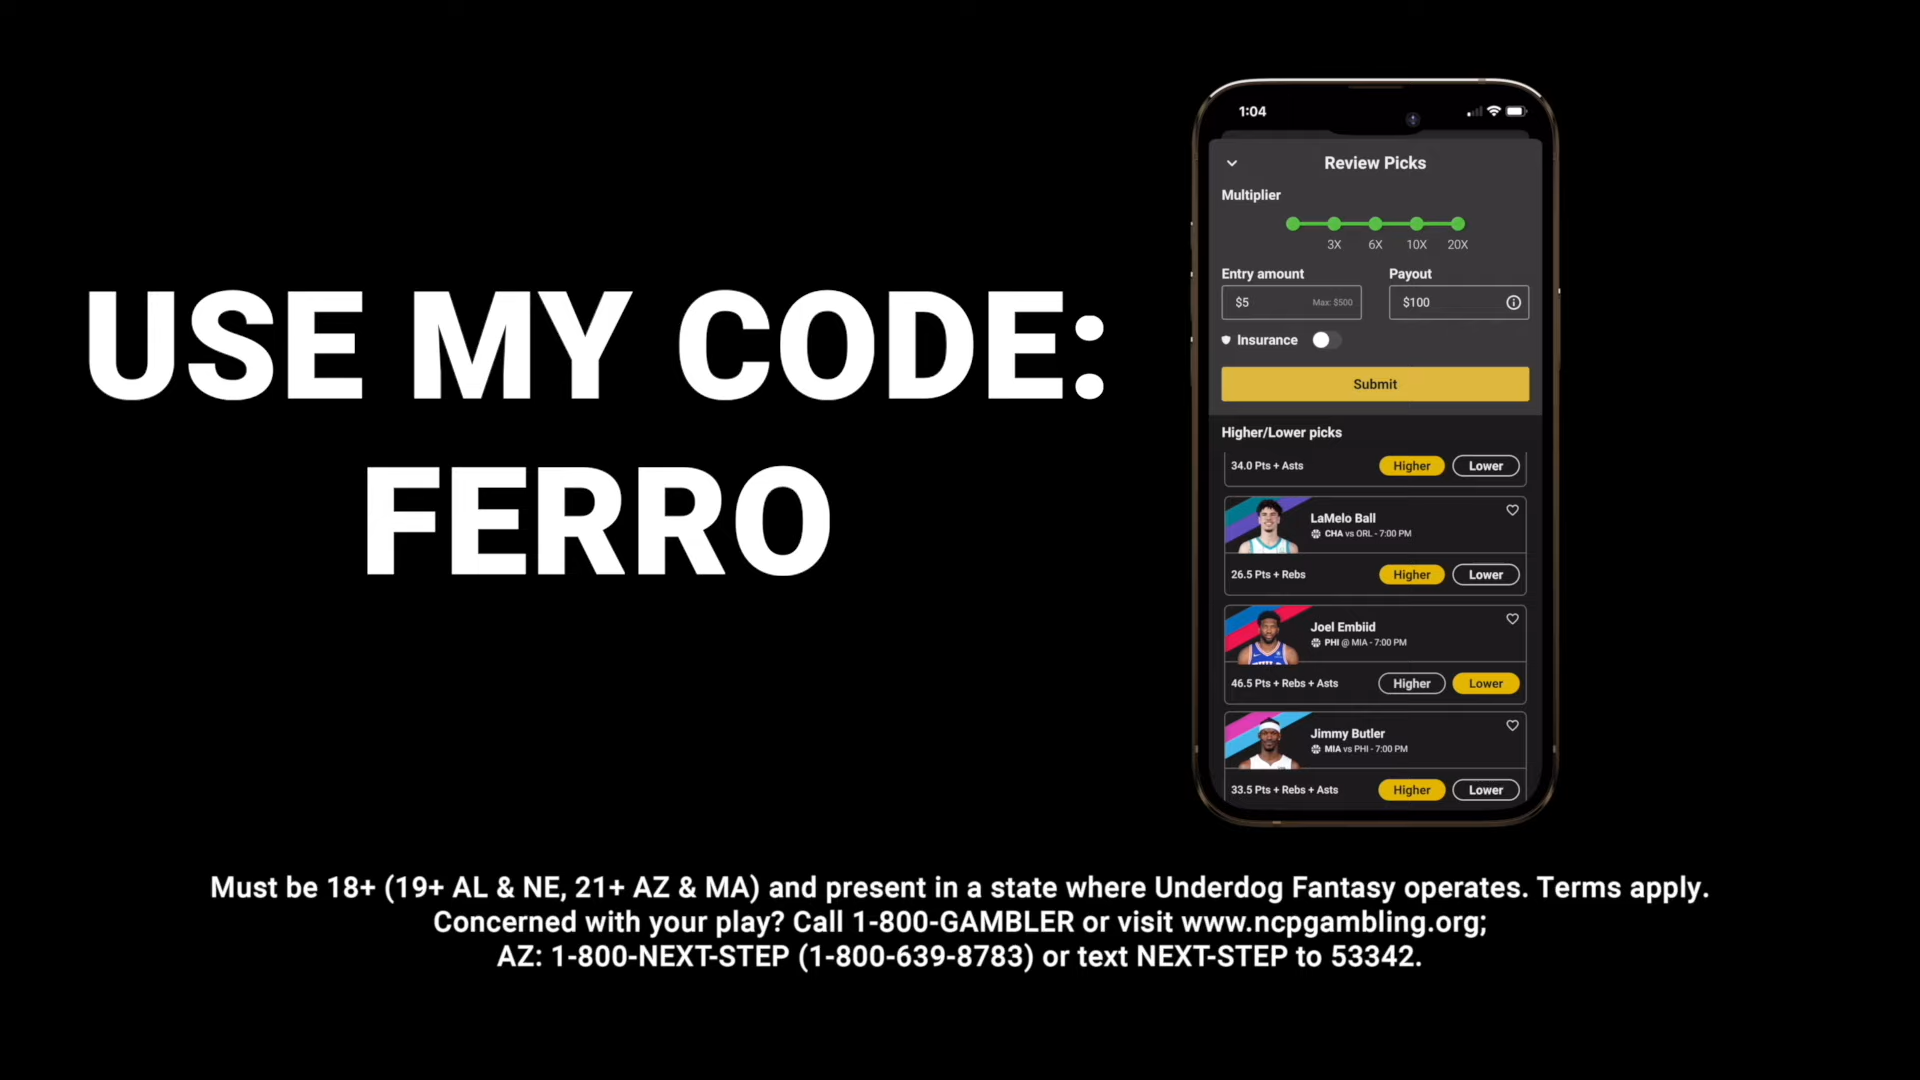 USE MY CODE:
FERRO
1:04
Review Picks
Multiplier
3X 6X 10X 20X
Entry amount Payout
$5 Max: $500 $100
Insurance
Submit
Higher/Lower picks
34.0 Pts + Asts Higher Lower
LaMelo Ball
CHA vs ORL - 7:00 PM
26.5 Pts + Rebs Higher Lower
Joel Embiid
PHI @ MIA - 7:00 PM
46.5 Pts + Rebs + Asts Higher Lower
Jimmy Butler
MIA vs PHI - 7:00 PM
33.5 Pts + Rebs + Asts Higher Lower
Must be 18+ (19+ AL & NE, 21+ AZ & MA) and present in a state where Underdog Fantasy operates. Terms apply.
Concerned with your play? Call 1-800-GAMBLER or visit www.ncpgambling.org;
AZ: 1-800-NEXT-STEP (1-800-639-8783) or text NEXT-STEP to 53342.